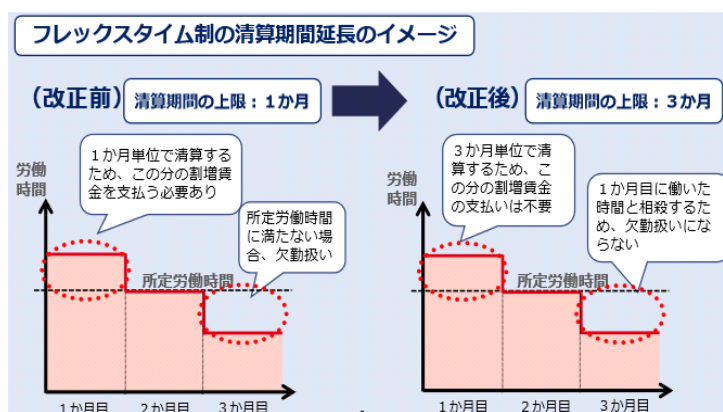 フレックスタイム制の清算期間延長のイメージ
（改正前）
清算期間の上限：１か月
１か月単位で清算する
ため、この分の割増賃
金を支払う必要あり
労働
時間
所定労働時間
に満たない場
合、欠勤扱い
所定労働時間
１か月目
２か月目
３か月目
（改正後）
清算期間の上限：３か月
３か月単位で清
算するため、こ
の分の割増賃金
の支払いは不要
労働
時間
１か月目に働いた
時間と相殺するた
め、欠勤扱いにな
らない
所定労働時間
１か月目
２か月目
３か月目